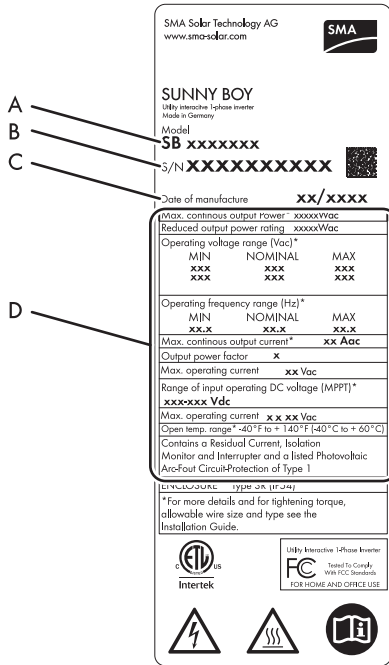 SMA Solar Technology AG
www.sma-solar.com
SMA
SUNNY BOY
Utility interacitve 1-phase inverter
Made in Germany
Model
A
SB xxxxxxx
B
S/N xxxxxxxxxx
C
Date of manufacture xx/xxxx
D
Max. continous output Power* xxxxxWac
Reduced output power rating xxxxxWac
Operating voltage range (Vac)*
MIN NOMINAL MAX
xxx xxx xxx
xxx xxx xxx
Operating frequency range (Hz)*
MIN NOMINAL MAX
xx.x xx.x xx.x
Max. continuous output current* xx Aac
Output power factor x
Max. operating current xx Vac
Range of input operating DC voltage (MPPT)*
xxx-xxx Vdc
Max. operating current x x xx Vac
Open temp. range* -40°F to + 140°F (-40°C to + 60°C)
Contains a Residual Current, Isolation
Monitor and Interrupter and a listed Photovoltaic
Arc-Fout Circuit-Protection of Type 1
ENCLOSURE Type 3R (IP54)
*For more details and for tightening torque,
allowable wire size and type see the
Installation Guide.
C ETL US
Intertek
Utility Interactive 1-Phase Inverter
FC Tested To Comply
With FCC Standards
FOR HOME AND OFFICE USE